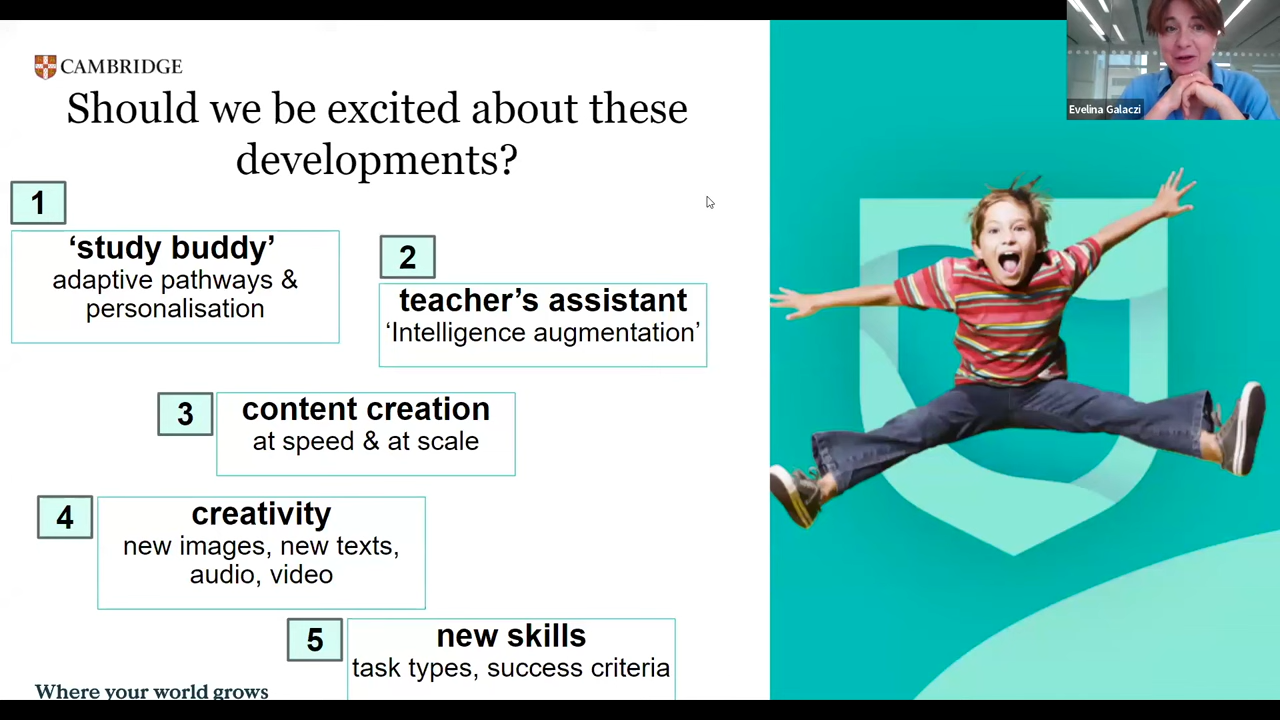 CAMBRIDGE
Should we be excited about these
developments?
1
‘study buddy’
adaptive pathways &
personalisation
2
teacher’s assistant
‘Intelligence augmentation’
3
content creation
at speed & at scale
4
creativity
new images, new texts,
audio, video
5
new skills
task types, success criteria
Where your world grows
Evelina Galaczi